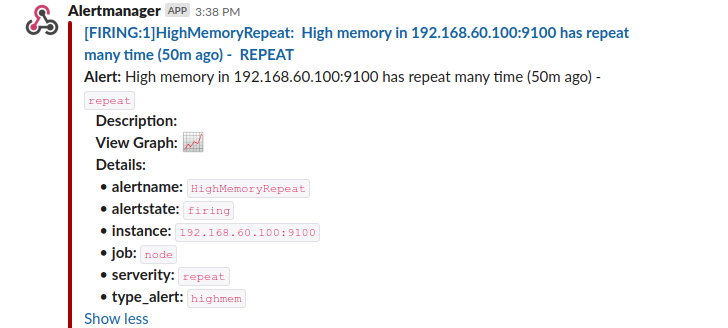 Alertmanager APP 3:38 PM
[FIRING:1]HighMemoryRepeat: High memory in 192.168.60.100:9100 has repeat
many time (50m ago) - REPEAT
Alert: High memory in 192.168.60.100:9100 has repeat many time (50m ago) -
repeat
Description:
View Graph:
Details:
• alertname: HighMemoryRepeat
• alertstate: firing
• instance: 192.168.60.100:9100
• job: node
• serverity: repeat
• type_alert: highmem
Show less